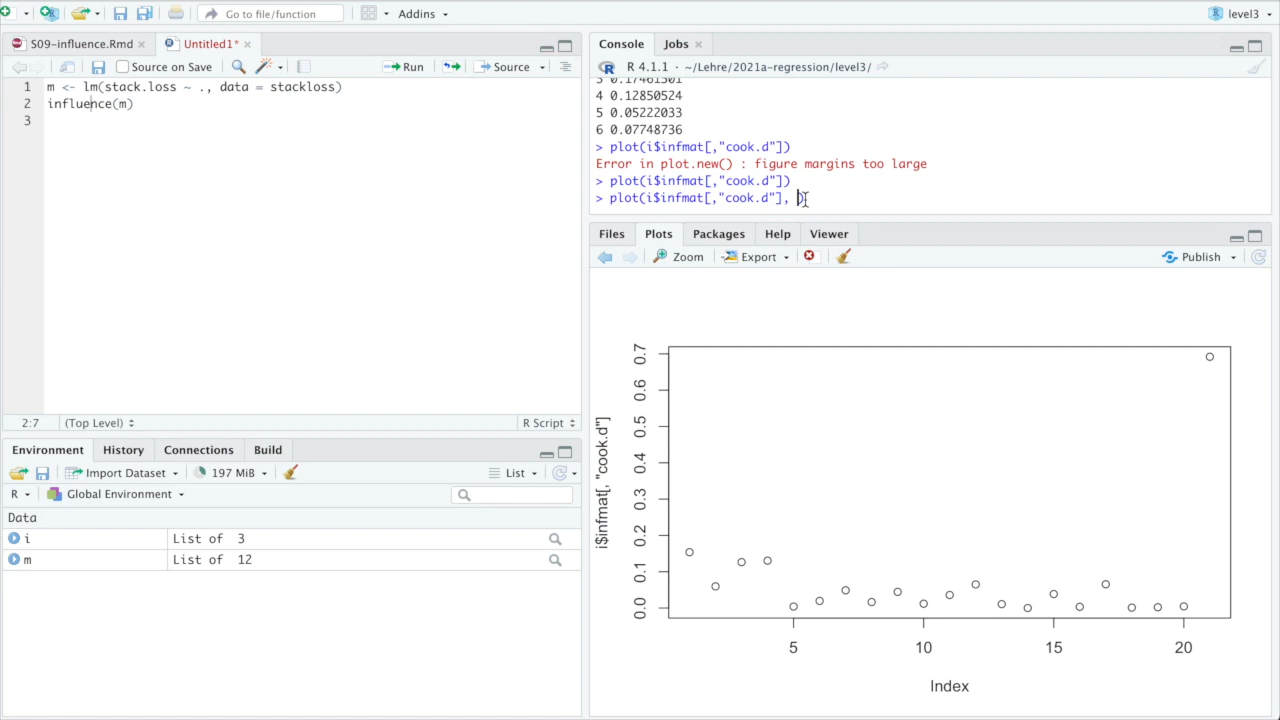 Go to file/function
Addins
level3
S09-influence.Rmd
Untitled1*
Source on Save
Run
Source
1 m <- lm(stack.loss ~ ., data = stackloss)
2 influence(m)
3
2:7
(Top Level)
R Script
Environment
History
Connections
Build
Import Dataset
197 MiB
List
R
Global Environment
Data
i List of 3
m List of 12
Console
Jobs
R 4.1.1 · ~/Lehre/2021a-regression/level3/
3 0.17461301
4 0.12850524
5 0.05222033
6 0.07748736
> plot(i$infmat[,"cook.d"])
Error in plot.new() : figure margins too large
> plot(i$infmat[,"cook.d"])
> plot(i$infmat[,"cook.d"], )
Files
Plots
Packages
Help
Viewer
Zoom
Export
Publish
i$infmat[, "cook.d"]
0.7
0.6
0.5
0.4
0.3
0.2
0.1
0.0
5
10
15
20
Index